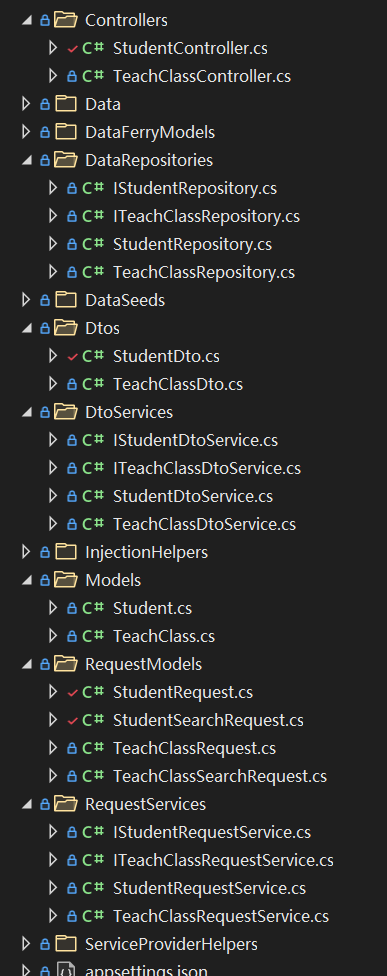 Controllers
C# StudentController.cs
C# TeachClassController.cs
Data
DataFerryModels
DataRepositories
C# IStudentRepository.cs
C# ITeachClassRepository.cs
C# StudentRepository.cs
C# TeachClassRepository.cs
DataSeeds
Dtos
C# StudentDto.cs
C# TeachClassDto.cs
DtoServices
C# IStudentDtoService.cs
C# ITeachClassDtoService.cs
C# StudentDtoService.cs
C# TeachClassDtoService.cs
InjectionHelpers
Models
C# Student.cs
C# TeachClass.cs
RequestModels
C# StudentRequest.cs
C# StudentSearchRequest.cs
C# TeachClassRequest.cs
C# TeachClassSearchRequest.cs
RequestServices
C# IStudentRequestService.cs
C# ITeachClassRequestService.cs
C# StudentRequestService.cs
C# TeachClassRequestService.cs
ServiceProviderHelpers
appsettings.json